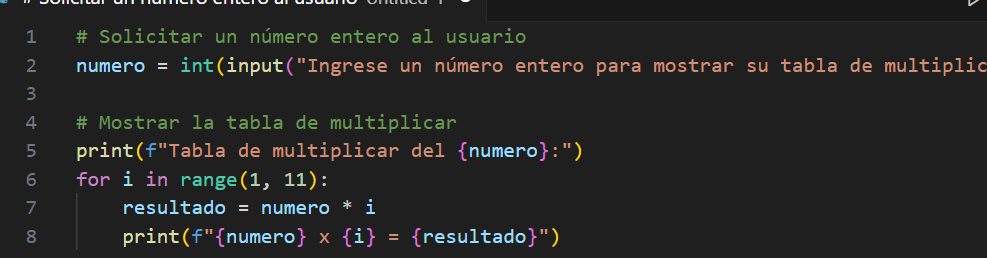 # Solicitar un número entero al usuario Untitled-1
1 # Solicitar un número entero al usuario
2 numero = int(input("Ingrese un número entero para mostrar su tabla de multiplic
3
4 # Mostrar la tabla de multiplicar
5 print(f"Tabla de multiplicar del {numero}:")
6 for i in range(1, 11):
7 resultado = numero * i
8 print(f"{numero} x {i} = {resultado}")